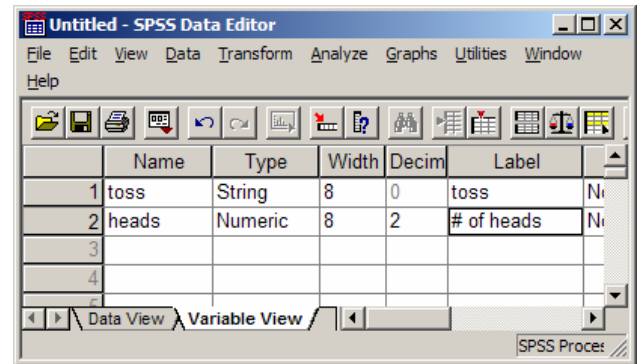 SPSS
Untitled - SPSS Data Editor
File Edit View Data Transform Analyze Graphs Utilities Window
Help
Name Type Width Decim Label
1 toss String 8 0 toss
2 heads Numeric 8 2 # of heads
3
4
Data View Variable View
SPSS